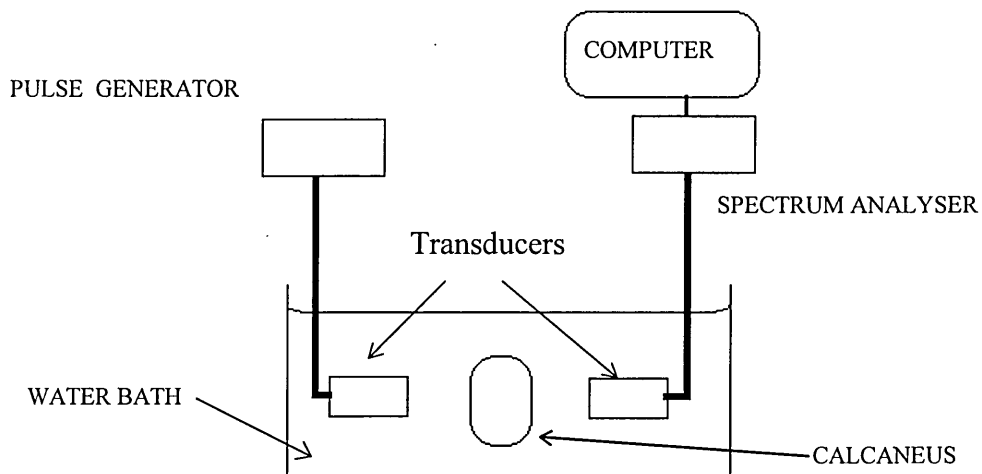 COMPUTER
PULSE GENERATOR
SPECTRUM ANALYSER
Transducers
WATER BATH
CALCANEUS